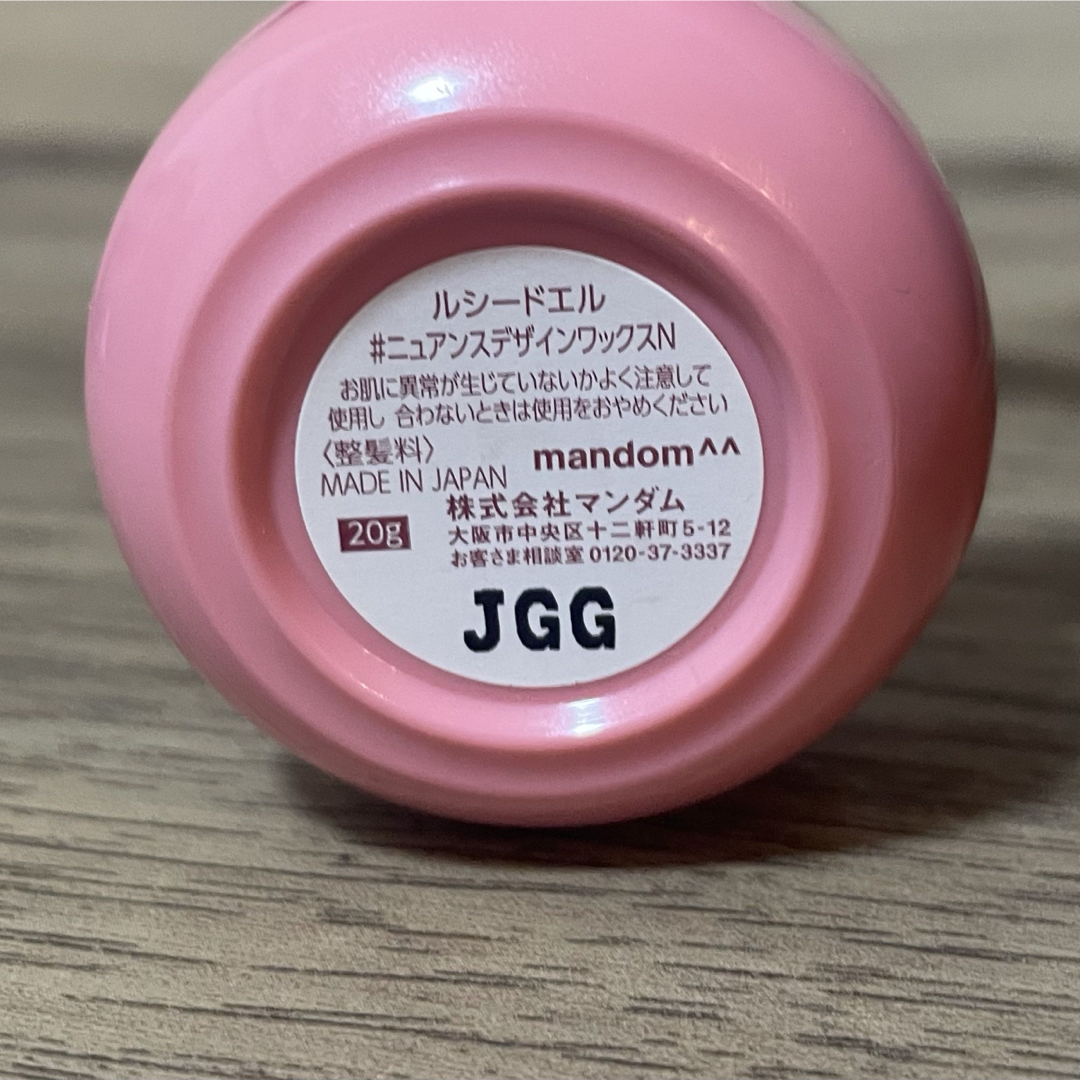 ルシードエル
#ニュアンスデザインワックスN
お肌に異常が生じていないかよく注意して
使用し 合わないときは使用をおやめください
〈整髪料〉
mandom^^
MADE IN JAPAN
株式会社マンダム
20g
大阪市中央区十二軒町5-12
お客さま相談室 0120-37-3337
JGG